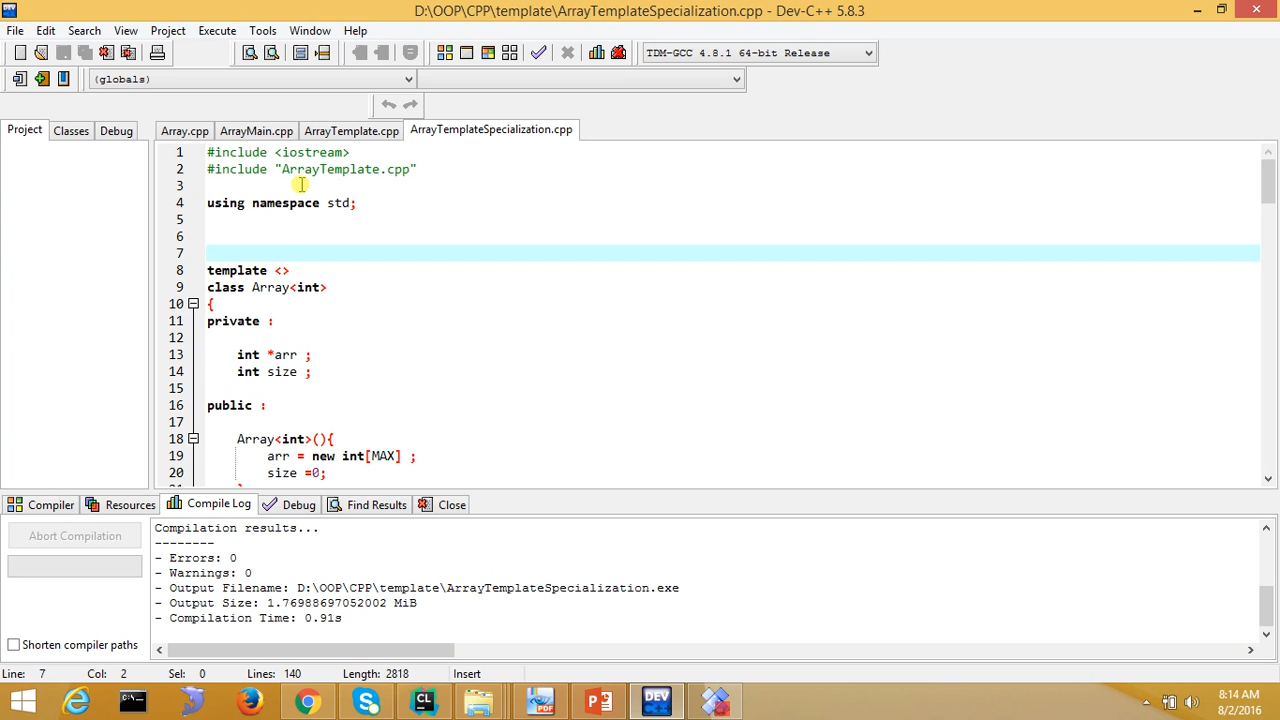 D:\OOP\CPP\template\ArrayTemplateSpecialization.cpp - Dev-C++ 5.8.3
File Edit Search View Project Execute Tools Window Help
TDM-GCC 4.8.1 64-bit Release
(globals)
Project Classes Debug
Array.cpp ArrayMain.cpp ArrayTemplate.cpp ArrayTemplateSpecialization.cpp
1 #include <iostream>
2 #include "ArrayTemplate.cpp"
3
4 using namespace std;
5
6
7
8 template <>
9 class Array<int>
10 {
11 private :
12
13 int *arr ;
14 int size ;
15
16 public :
17
18 Array<int>(){
19 arr = new int[MAX] ;
20 size =0;
Compiler Resources Compile Log Debug Find Results Close
Abort Compilation
Shorten compiler paths
Compilation results...
--------
- Errors: 0
- Warnings: 0
- Output Filename: D:\OOP\CPP\template\ArrayTemplateSpecialization.exe
- Output Size: 1.76988697052002 MiB
- Compilation Time: 0.91s
Line: 7 Col: 2 Sel: 0 Lines: 140 Length: 2818 Insert
DEV
8:14 AM
8/2/2016